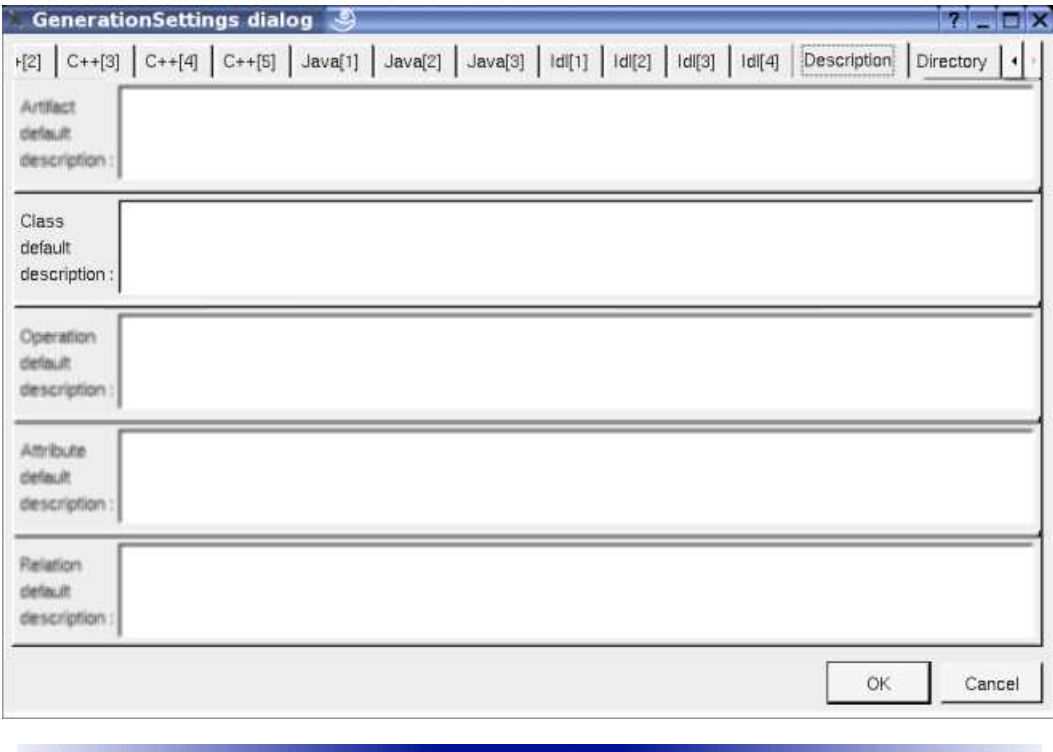 GenerationSettings dialog
+[2] C++[3] C++[4] C++[5] Java[1] Java[2] Java[3] Idl[1] Idl[2] Idl[3] Idl[4] Description Directory
Artifact
default
description :
Class
default
description :
Operation
default
description :
Attribute
default
description :
Relation
default
description :
OK Cancel